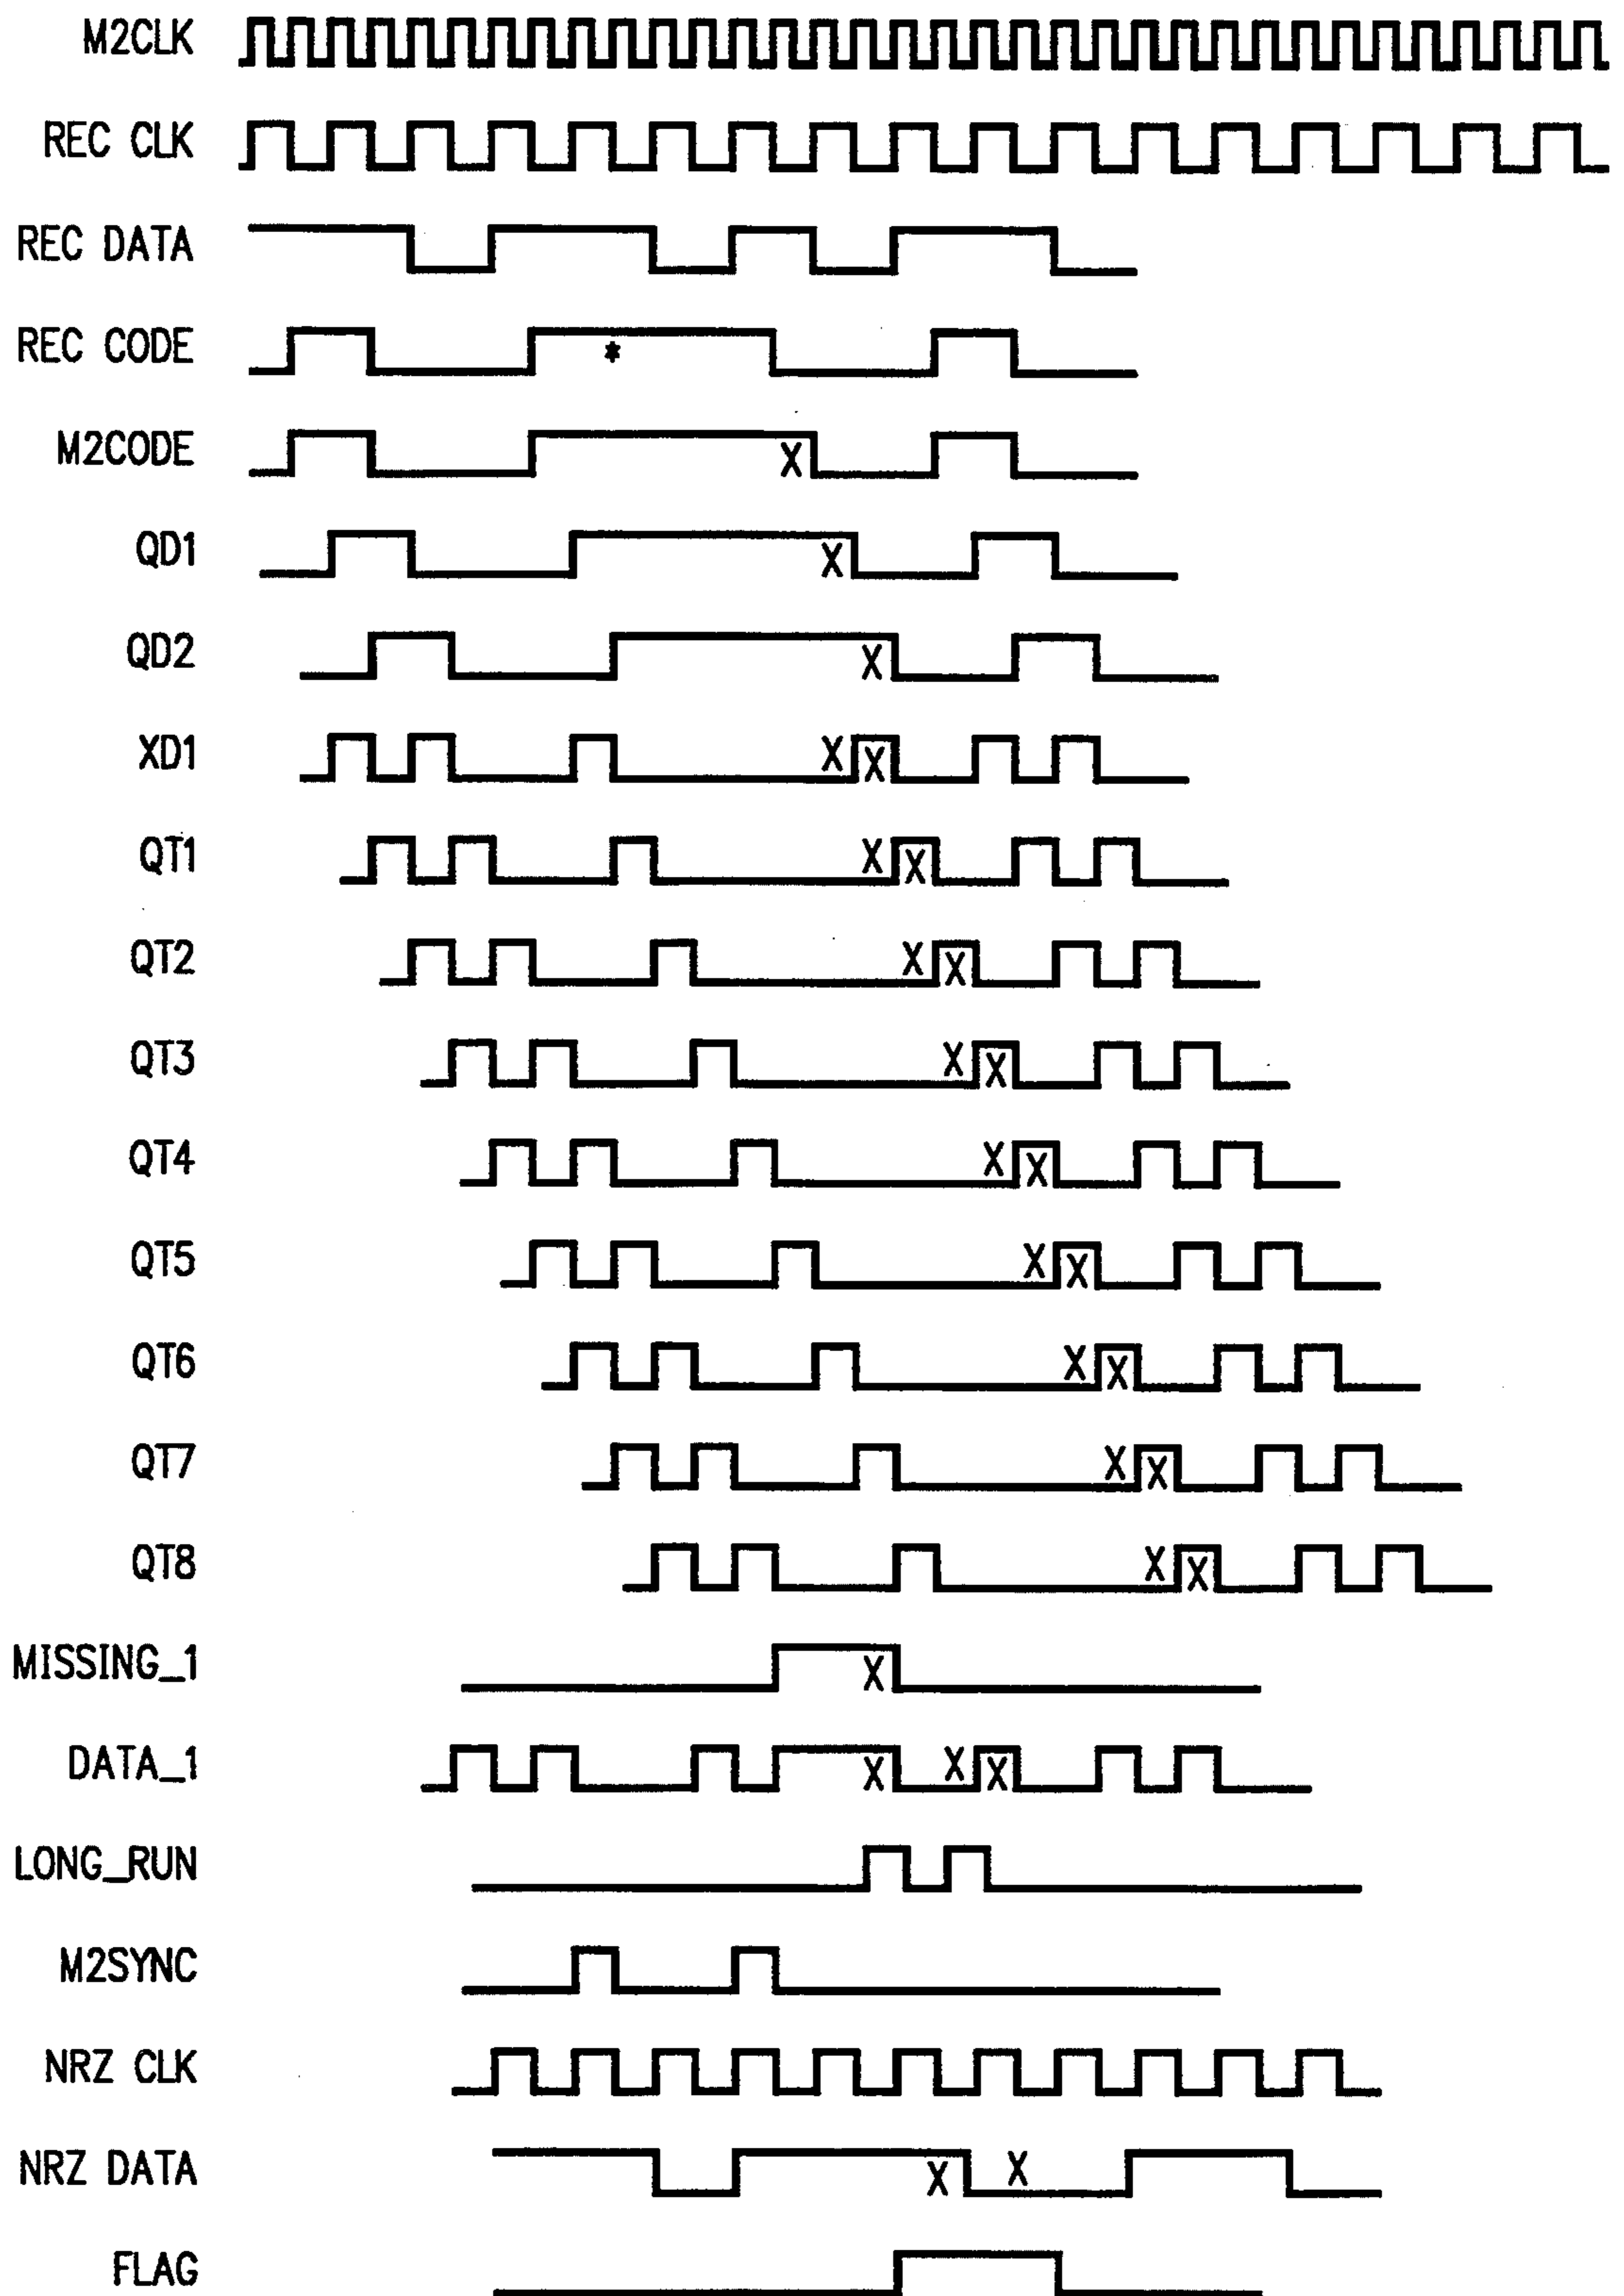 M2CLK
REC CLK
REC DATA
REC CODE
*
M2CODE
X
QD1
X
QD2
X
XD1
X X
QT1
X X
QT2
X X
QT3
X X
QT4
X X
QT5
X X
QT6
X X
QT7
X X
QT8
X X
MISSING_1
X
DATA_1
X X X
LONG_RUN
M2SYNC
NRZ CLK
NRZ DATA
X X
FLAG